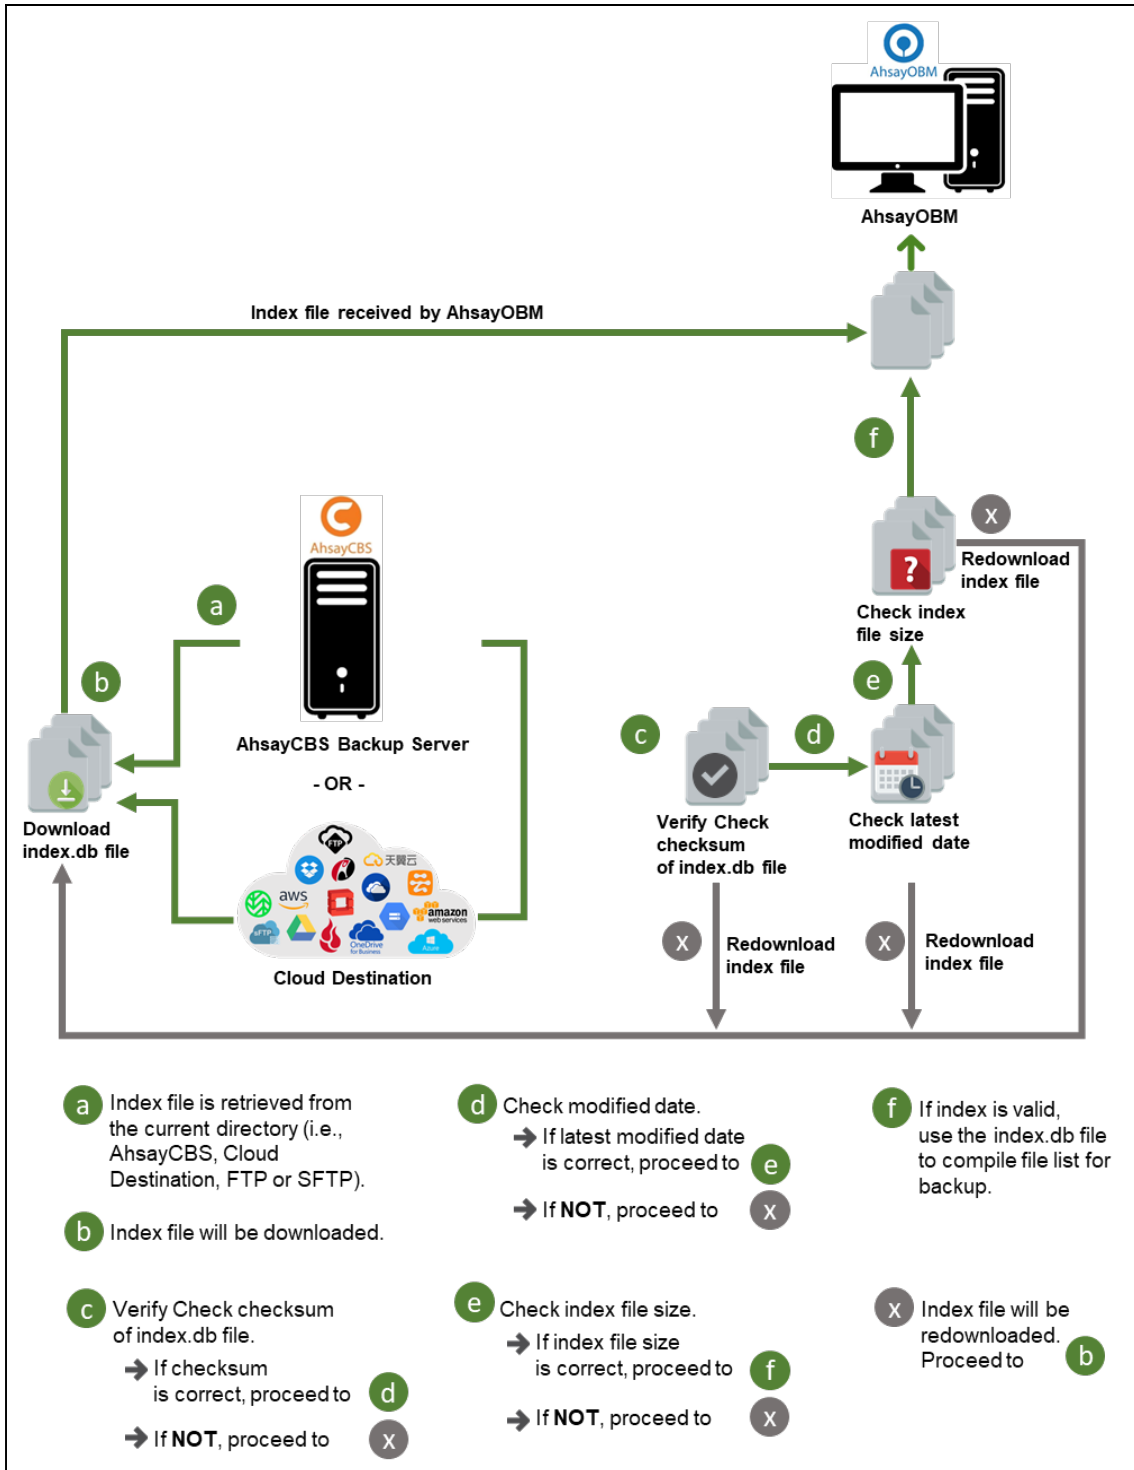 AhsayOBM
AhsayOBM
Index file received by AhsayOBM
f
x
Redownload
index file
?
Check index
file size
AhsayCBS
a
b
e
c
d
AhsayCBS Backup Server
- OR -
Download
index.db file
Verify Check
checksum
of index.db file
Check latest
modified date
FTP
天翼云
aws
amazon
web services
sFTP
OneDrive
for Business
Azure
Cloud Destination
x
Redownload
index file
x
Redownload
index file
a
Index file is retrieved from
the current directory (i.e.,
AhsayCBS, Cloud
Destination, FTP or SFTP).
b
Index file will be downloaded.
c
Verify Check checksum
of index.db file.
If checksum
is correct, proceed to d
If NOT, proceed to x
d
Check modified date.
If latest modified date
is correct, proceed to e
If NOT, proceed to x
e
Check index file size.
If index file size
is correct, proceed to f
If NOT, proceed to x
f
If index is valid,
use the index.db file
to compile file list for
backup.
x
Index file will be
redownloaded.
Proceed to b